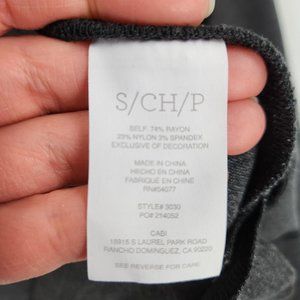 S/CH/P
SELF: 74% RAYON
23% NYLON 3% SPANDEX
EXCLUSIVE OF DECORATION
MADE IN CHINA
HECHO EN CHINA
FABRIQUÉ EN CHINE
RN#54077
STYLE# 3030
PO# 214052
CABI
18915 S LAUREL PARK ROAD
RANCHO DOMINGUEZ, CA 90220
SEE REVERSE FOR CARE